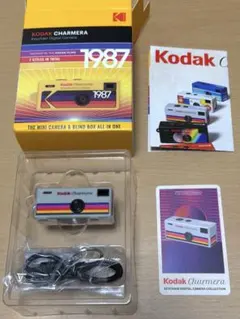 Kodak
KODAK CHARMERA
Keychain Digital Camera
1987
1987
THE MINI CAMERA & BLIND BOX ALL IN ONE
Kodak
Kodak Charmera
Kodak Charmera
KEYCHAIN DIGITAL CAMERA COLLECTION